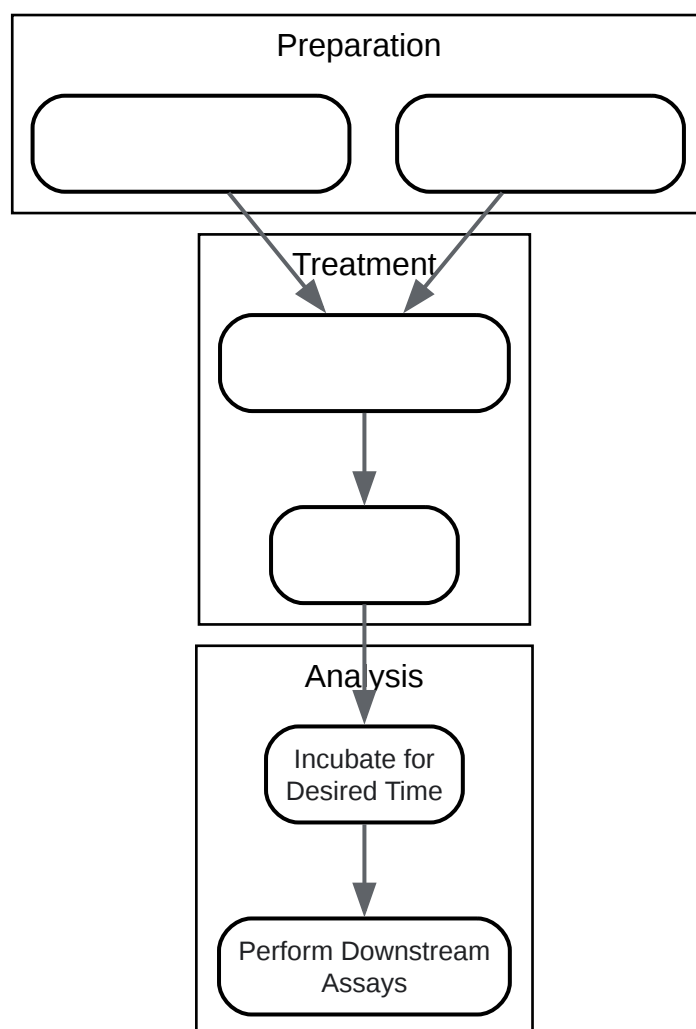 Preparation
Treatment
Analysis
Incubate for
Desired Time
Perform Downstream
Assays